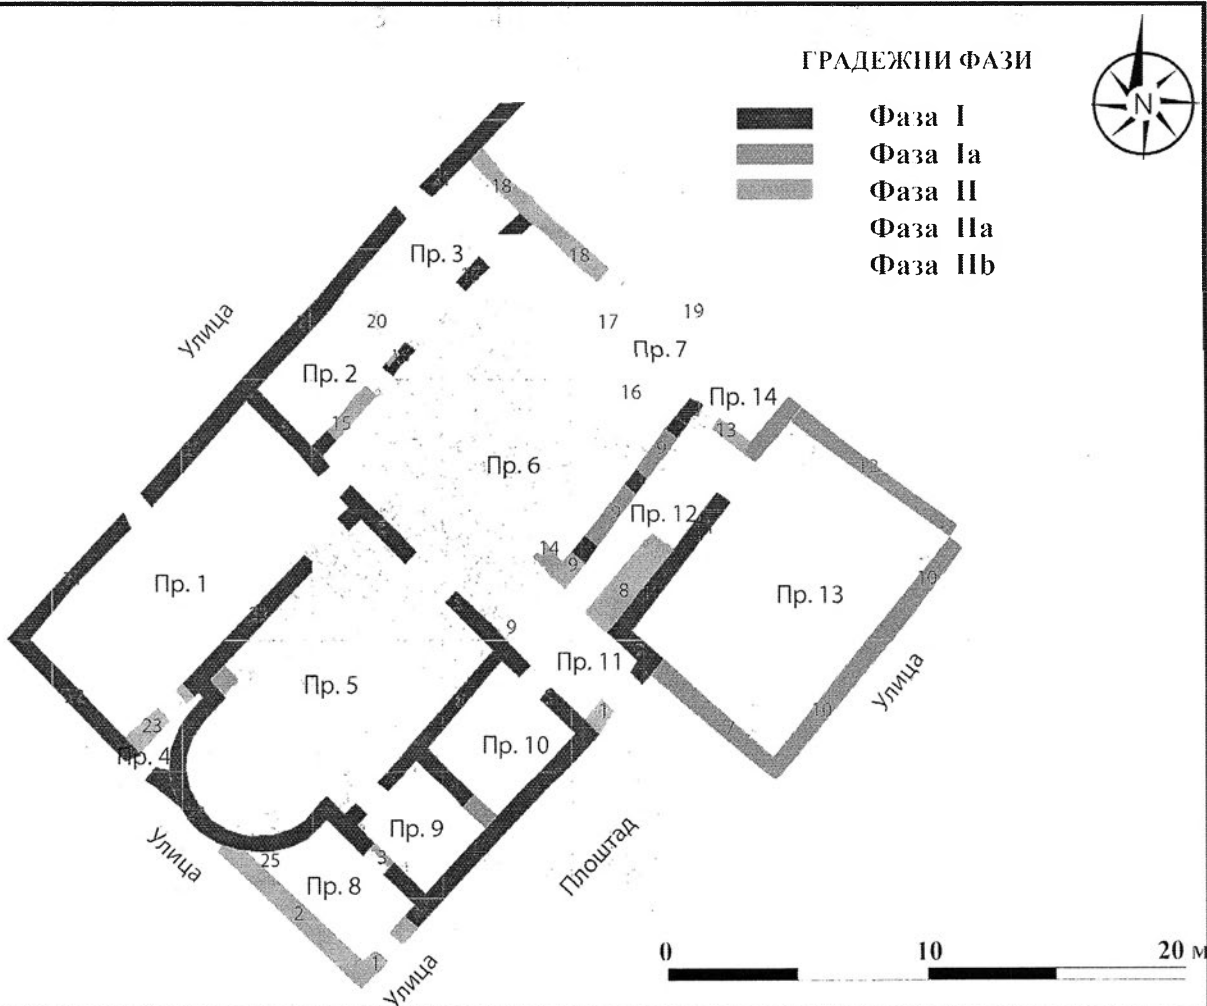 ГРАДЕЖНИ ФАЗИ
N
Фаза I
Фаза Ia
Фаза II
Фаза IIa
Фаза IIb
18
Пр. 3
18
Улица
20
17
19
Пр. 7
Пр. 2
16
Пр. 14
15
13
9
12
Пр. 6
Пр. 12
14
9
8
Пр. 1
10
Пр. 13
9
Пр. 11
Пр. 5
Улица
23
1
10
7
Пр. 4
Пр. 10
Пр. 9
3
Улица
25
Пр. 8
Плоштад
2
1
Улица
0 10 20 м